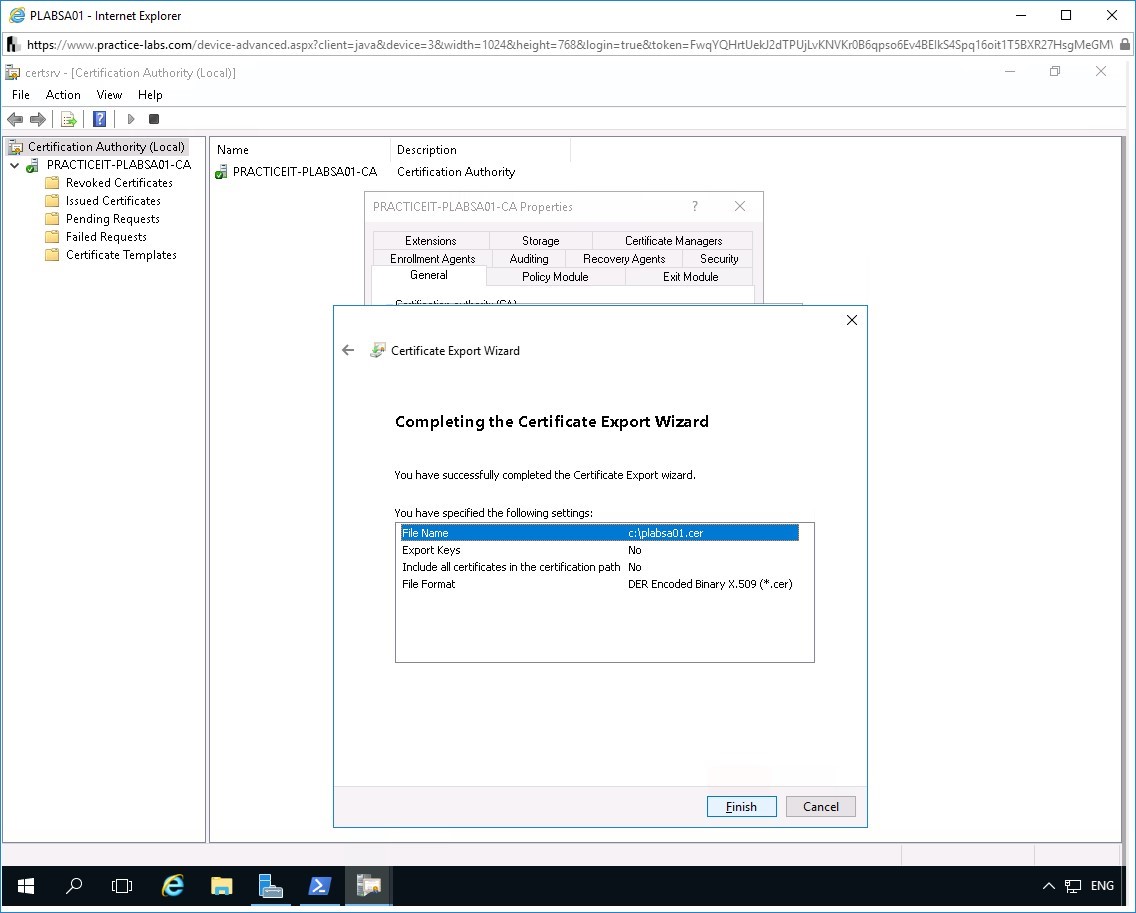 PLABSA01 - Internet Explorer
https://www.practice-labs.com/device-advanced.aspx?client=java&device=3&width=1024&height=768&login=true&token=
certsrv - [Certification Authority (Local)]
File Action View Help
Certification Authority (Local)
PRACTICEIT-PLABSA01-CA
Revoked Certificates
Issued Certificates
Pending Requests
Failed Requests
Certificate Templates
Name Description
PRACTICEIT-PLABSA01-CA Certification Authority
PRACTICEIT-PLABSA01-CA Properties ?
Extensions Storage Certificate Managers
Enrollment Agents Auditing Recovery Agents Security
General Policy Module Exit Module
Certification authority (CA)
Certificate Export Wizard
Completing the Certificate Export Wizard
You have successfully completed the Certificate Export wizard.
You have specified the following settings:
File Name c:\plabsa01.cer
Export Keys No
Include all certificates in the certification path No
File Format DER Encoded Binary X.509 (*.cer)
Finish Cancel
ENG